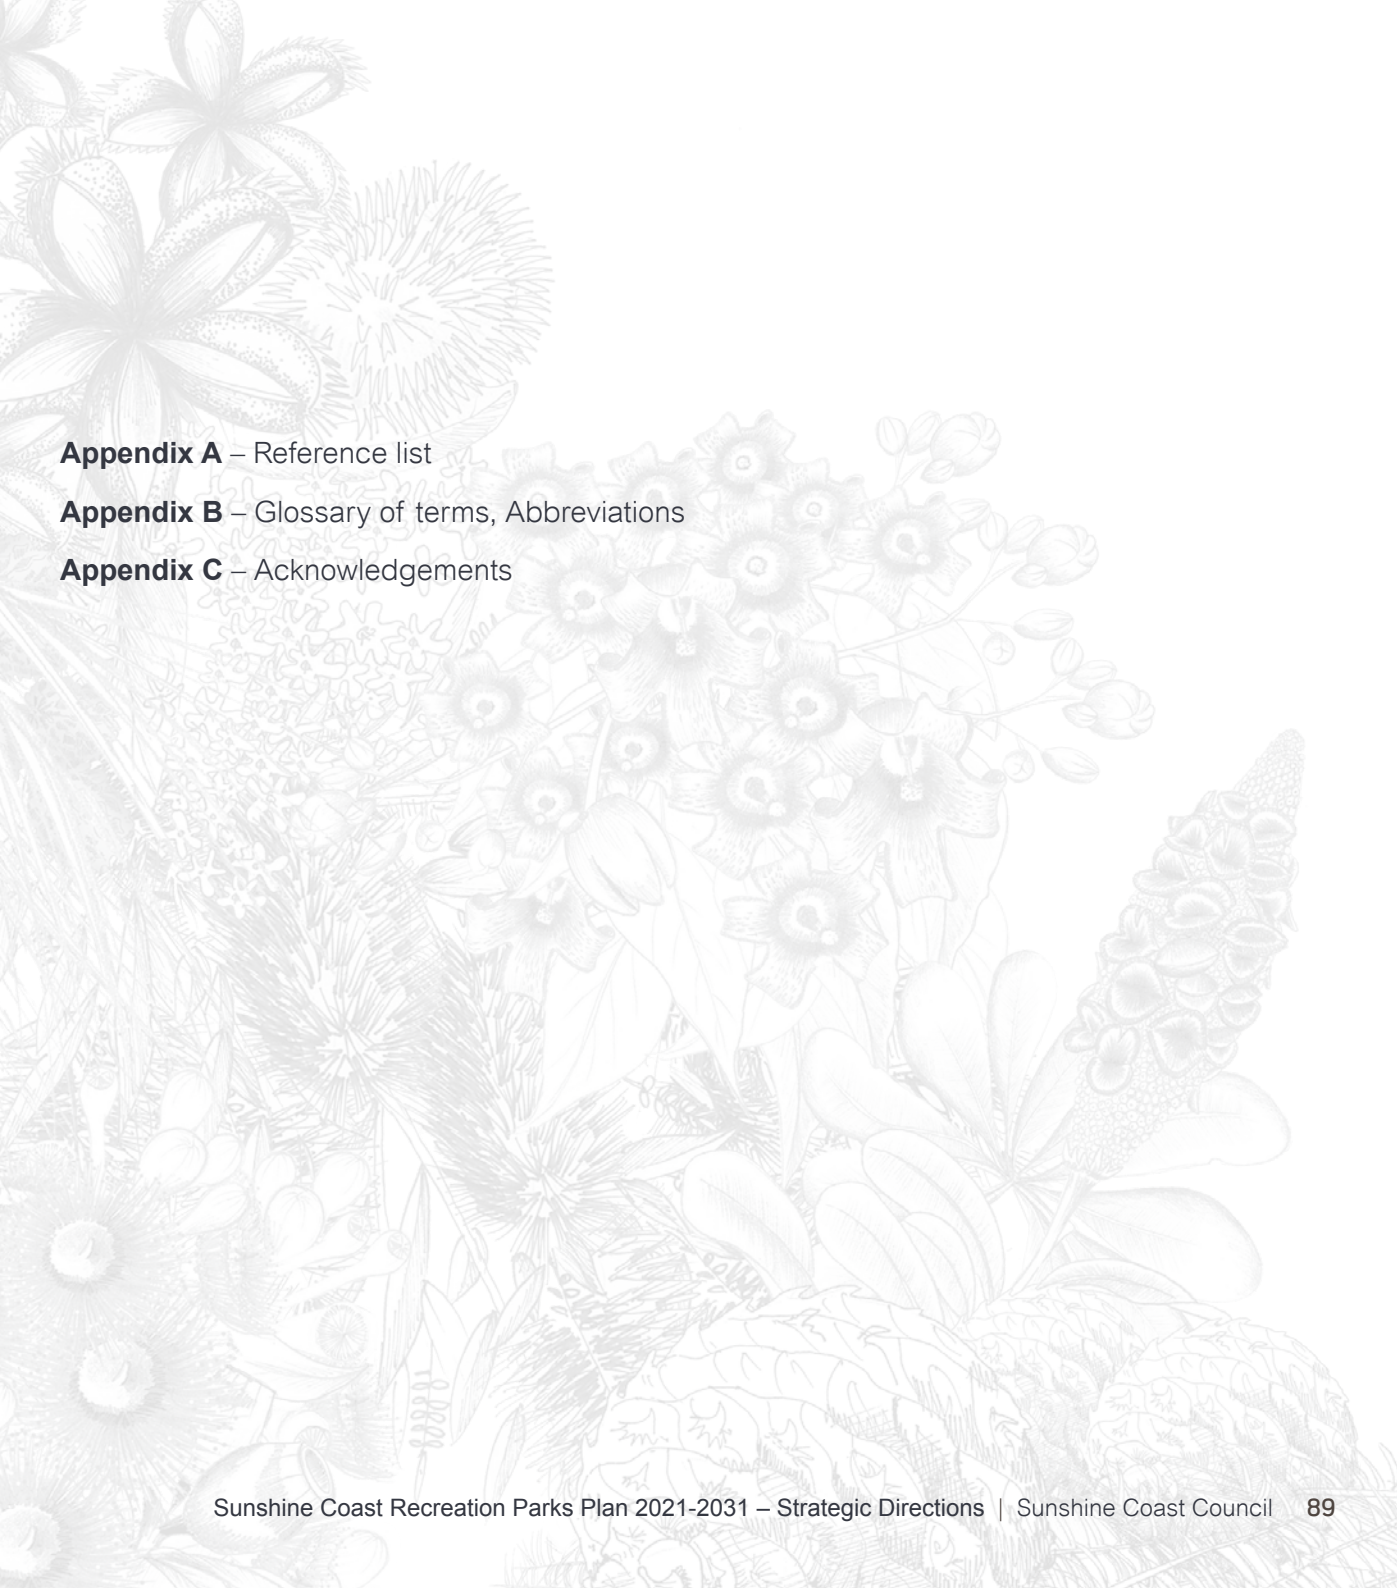 Appendix A – Reference list
Appendix B – Glossary of terms, Abbreviations
Appendix C – Acknowledgements
Sunshine Coast Recreation Parks Plan 2021-2031 – Strategic Directions | Sunshine Coast Council 89